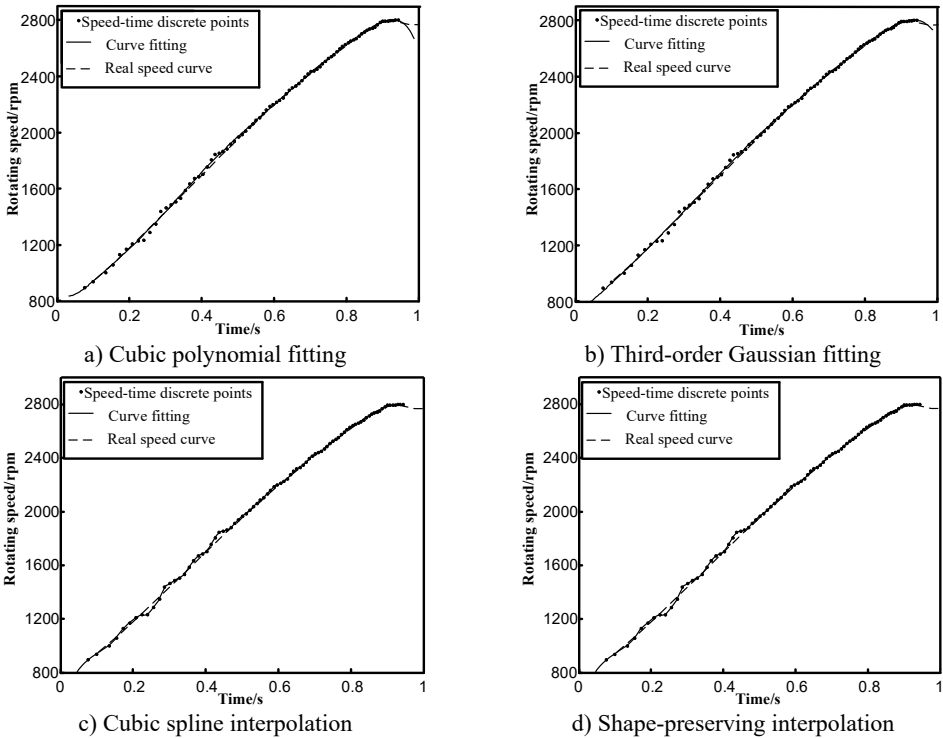 2800
2400
2000
1600
1200
800
Rotating speed/rpm
•Speed-time discrete points
Curve fitting
Real speed curve
0
0.2
0.4
0.6
0.8
1
Time/s
a) Cubic polynomial fitting
2800
2400
2000
1600
1200
800
Rotating speed/rpm
•Speed-time discrete points
Curve fitting
Real speed curve
0
0.2
0.4
0.6
0.8
1
Time/s
b) Third-order Gaussian fitting
2800
2400
2000
1600
1200
800
Rotating speed/rpm
•Speed-time discrete points
Curve fitting
Real speed curve
0
0.2
0.4
0.6
0.8
1
Time/s
c) Cubic spline interpolation
2800
2400
2000
1600
1200
800
Rotating speed/rpm
•Speed-time discrete points
Curve fitting
Real speed curve
0
0.2
0.4
0.6
0.8
1
Time/s
d) Shape-preserving interpolation